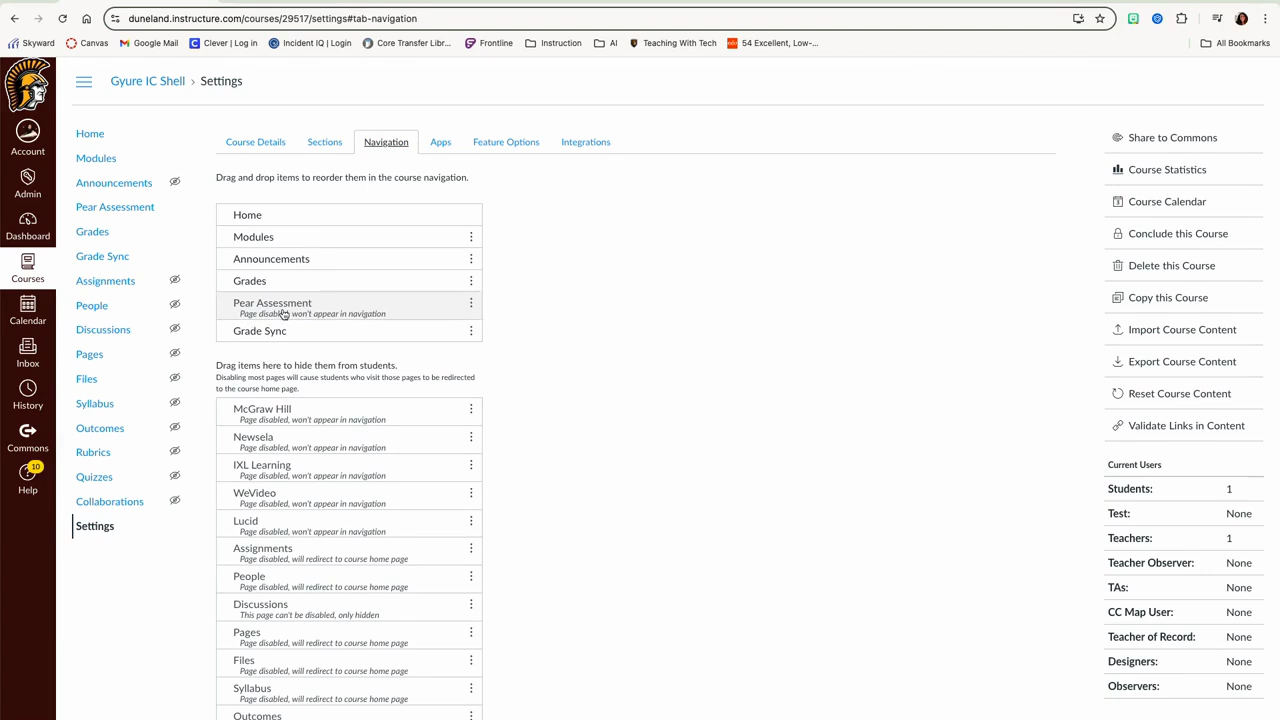 duneland.instructure.com/courses/29517/settings#tab-navigation
Skyward
Canvas
Google Mail
Clever | Log in
Incident IQ | Login
Core Transfer Libr...
Frontline
Instruction
AI
Teaching With Tech
54 Excellent, Low-...
All Bookmarks
Gyure IC Shell › Settings
Account
Admin
Dashboard
Courses
Calendar
Inbox
History
Commons
10
Help
Home
Modules
Announcements
Pear Assessment
Grades
Grade Sync
Assignments
People
Discussions
Pages
Files
Syllabus
Outcomes
Rubrics
Quizzes
Collaborations
Settings
Course Details
Sections
Navigation
Apps
Feature Options
Integrations
Drag and drop items to reorder them in the course navigation.
Home
Modules
Announcements
Grades
Pear Assessment
Page disabled, won't appear in navigation
Grade Sync
Drag items here to hide them from students.
Disabling most pages will cause students who visit those pages to be redirected
to the course home page.
McGraw Hill
Page disabled, won't appear in navigation
Newsela
Page disabled, won't appear in navigation
IXL Learning
Page disabled, won't appear in navigation
WeVideo
Page disabled, won't appear in navigation
Lucid
Page disabled, won't appear in navigation
Assignments
Page disabled, will redirect to course home page
People
Page disabled, will redirect to course home page
Discussions
This page can't be disabled, only hidden
Pages
Page disabled, will redirect to course home page
Files
Page disabled, will redirect to course home page
Syllabus
Page disabled, will redirect to course home page
Outcomes
Share to Commons
Course Statistics
Course Calendar
Conclude this Course
Delete this Course
Copy this Course
Import Course Content
Export Course Content
Reset Course Content
Validate Links in Content
Current Users
Students: 1
Test: None
Teachers: 1
Teacher Observer: None
TAs: None
CC Map User: None
Teacher of Record: None
Designers: None
Observers: None